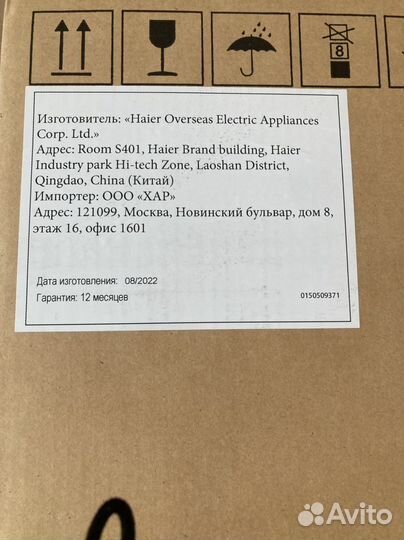 8
Изготовитель: «Haier Overseas Electric Appliances
Corp. Ltd.»
Адрес: Room S401, Haier Brand building, Haier
Industry park Hi-tech Zone, Laoshan District,
Qingdao, China (Китай)
Импортер: ООО «ХАР»
Адрес: 121099, Москва, Новинский бульвар, дом 8,
этаж 16, офис 1601
Дата изготовления: 08/2022
Гарантия: 12 месяцев 0150509371
Avito